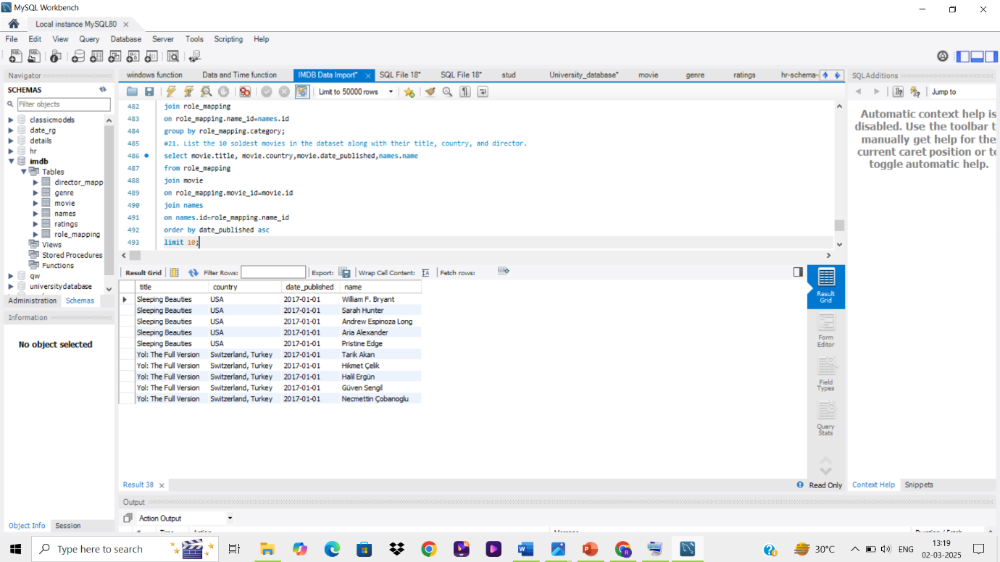 MySQL Workbench
Local instance MySQL80
File Edit View Query Database Server Tools Scripting Help
Navigator
SCHEMAS
Filter objects
classicmodels
date_rg
details
hr
imdb
Tables
director_mapp
genre
movie
names
ratings
role_mapping
Views
Stored Procedures
Functions
qw
universitydatabase
Administration Schemas
Information
No object selected
Object Info Session
windows function Data and Time function IMDB Data Import* SQL File 18* SQL File 18* stud University_database* movie genre ratings hr-schema-
Limit to 50000 rows
482 join role_mapping
483 on role_mapping.name_id=names.id
484 group by role_mapping.category;
485 #21. List the 10 soldest movies in the dataset along with their title, country, and director.
486 select movie.title, movie.country,movie.date_published,names.name
487 from role_mapping
488 join movie
489 on role_mapping.movie_id=movie.id
490 join names
491 on names.id=role_mapping.name_id
492 order by date_published asc
493 limit 10;
Result Grid Filter Rows: Export: Wrap Cell Content: Fetch rows:
title country date_published name
Sleeping Beauties USA 2017-01-01 William F. Bryant
Sleeping Beauties USA 2017-01-01 Sarah Hunter
Sleeping Beauties USA 2017-01-01 Andrew Espinoza Long
Sleeping Beauties USA 2017-01-01 Aria Alexander
Sleeping Beauties USA 2017-01-01 Pristine Edge
Yol: The Full Version Switzerland, Turkey 2017-01-01 Tarik Akan
Yol: The Full Version Switzerland, Turkey 2017-01-01 Hikmet Çelik
Yol: The Full Version Switzerland, Turkey 2017-01-01 Halil Ergün
Yol: The Full Version Switzerland, Turkey 2017-01-01 Güven Sengil
Yol: The Full Version Switzerland, Turkey 2017-01-01 Necmettin Çobanoglu
Result Grid
Form Editor
Field Types
Query Stats
Result 38
Read Only
Output
Action Output
SQLAdditions
Jump to
Automatic context help is
disabled. Use the toolbar t
manually get help for the
current caret position or to
toggle automatic help.
Context Help Snippets
Type here to search
30°C
ENG
13:19
02-03-2025